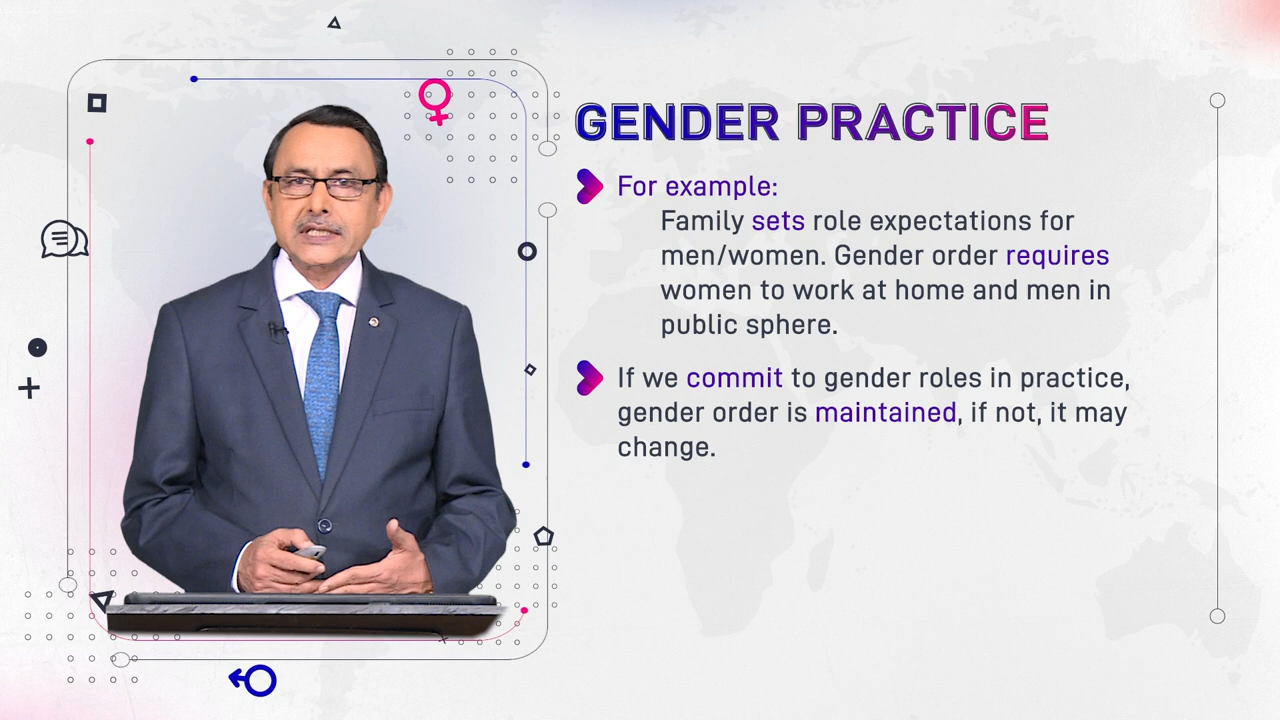 GENDER PRACTICE
For example:
Family sets role expectations for
men/women. Gender order requires
women to work at home and men in
public sphere.
If we commit to gender roles in practice,
gender order is maintained, if not, it may
change.